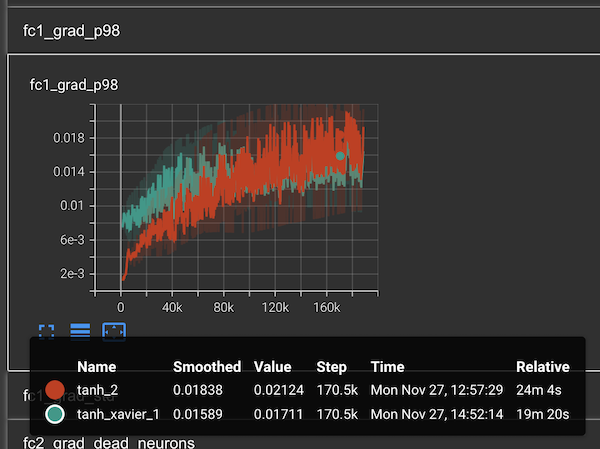 fc1_grad_p98
fc1_grad_p98
0.018
0.014
0.01
6e-3
2e-3
0 40k 80k 120k 160k
Name Smoothed Value Step Time Relative
tanh_2 0.01838 0.02124 170.5k Mon Nov 27, 12:57:29 24m 4s
fc1_grad_std
tanh_xavier_1 0.01589 0.01711 170.5k Mon Nov 27, 14:52:14 19m 20s
fc2_grad_dead_neurons